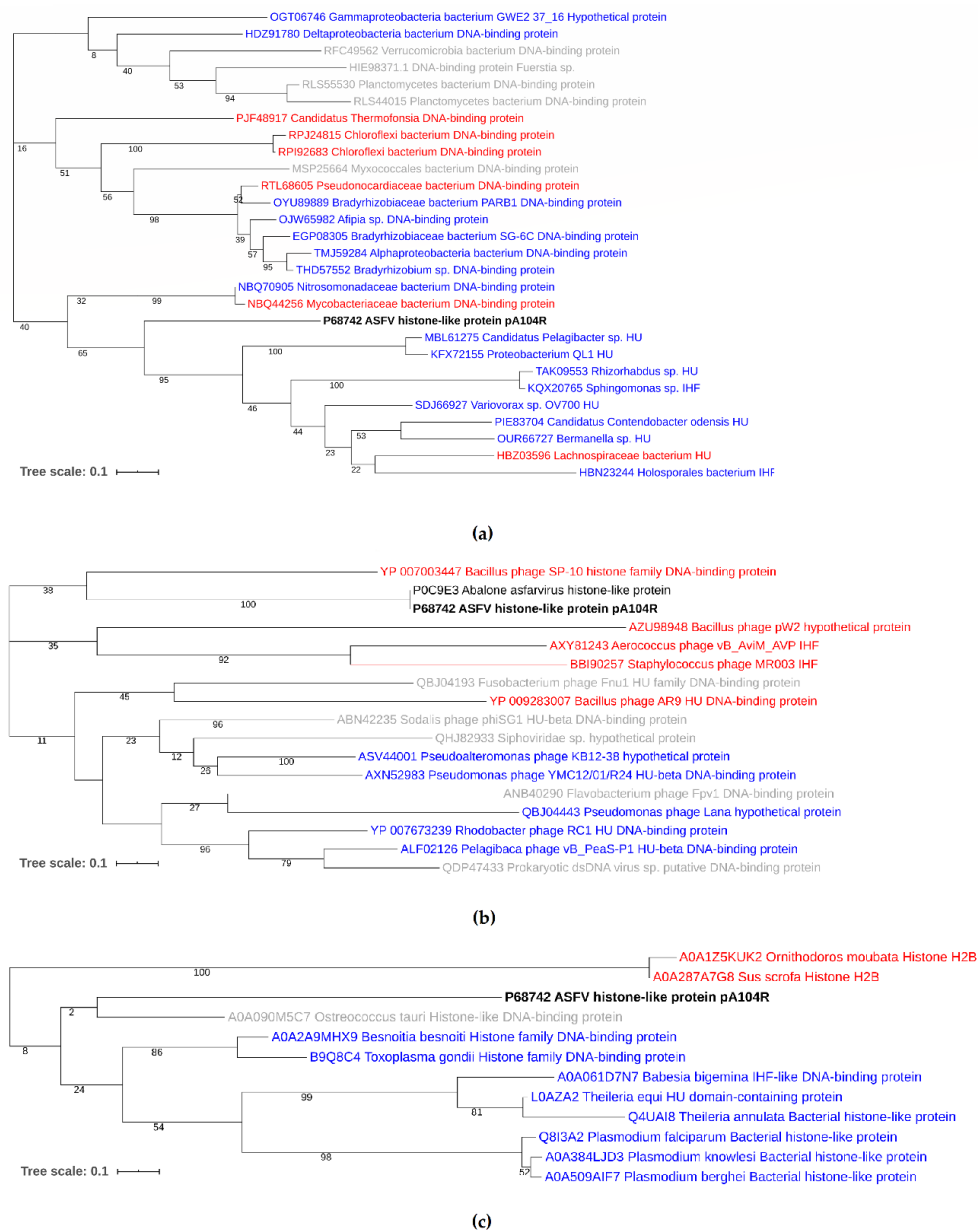 OGT06746 Gammaproteobacteria bacterium GWE2 37_16 Hypothetical protein
HDZ91780 Deltaproteobacteria bacterium DNA-binding protein
8
RFC49562 Verrucomicrobia bacterium DNA-binding protein
40
HIE98371.1 DNA-binding protein Fuerstia sp.
53
RLS55530 Planctomycetes bacterium DNA-binding protein
94
RLS44015 Planctomycetes bacterium DNA-binding protein
PJF48917 Candidatus Thermofonsia DNA-binding protein
RPJ24815 Chloroflexi bacterium DNA-binding protein
16
100
RPI92683 Chloroflexi bacterium DNA-binding protein
51
MSP25664 Myxococcales bacterium DNA-binding protein
RTL68605 Pseudonocardiaceae bacterium DNA-binding protein
56
52
OYU89889 Bradyrhizobiaceae bacterium PARB1 DNA-binding protein
98
OJW65982 Afipia sp. DNA-binding protein
39
EGP08305 Bradyrhizobiaceae bacterium SG-6C DNA-binding protein
57
TMJ59284 Alphaproteobacteria bacterium DNA-binding protein
95
THD57552 Bradyrhizobium sp. DNA-binding protein
NBQ70905 Nitrosomonadaceae bacterium DNA-binding protein
32
99
NBQ44256 Mycobacteriaceae bacterium DNA-binding protein
40
P68742 ASFV histone-like protein pA104R
MBL61275 Candidatus Pelagibacter sp. HU
65
100
KFX72155 Proteobacterium QL1 HU
TAK09553 Rhizorhabdus sp. HU
95
100
KQX20765 Sphingomonas sp. IHF
46
SDJ66927 Variovorax sp. OV700 HU
PIE83704 Candidatus Contendobacter odensis HU
44
53
OUR66727 Bermanella sp. HU
23
HBZ03596 Lachnospiraceae bacterium HU
22
HBN23244 Holosporales bacterium IHF
Tree scale: 0.1
(a)
YP 007003447 Bacillus phage SP-10 histone family DNA-binding protein
38
P0C9E3 Abalone asfarvirus histone-like protein
100
P68742 ASFV histone-like protein pA104R
AZU98948 Bacillus phage pW2 hypothetical protein
35
AXY81243 Aerococcus phage vB_AviM_AVP IHF
92
BBI90257 Staphylococcus phage MR003 IHF
QBJ04193 Fusobacterium phage Fnu1 HU family DNA-binding protein
45
YP 009283007 Bacillus phage AR9 HU DNA-binding protein
96
ABN42235 Sodalis phage phiSG1 HU-beta DNA-binding protein
11
23
QHJ82933 Siphoviridae sp. hypothetical protein
12
ASV44001 Pseudoalteromonas phage KB12-38 hypothetical protein
100
26
AXN52983 Pseudomonas phage YMC12/01/R24 HU-beta DNA-binding protein
ANB40290 Flavobacterium phage Fpv1 DNA-binding protein
27
QBJ04443 Pseudomonas phage Lana hypothetical protein
YP 007673239 Rhodobacter phage RC1 HU DNA-binding protein
96
ALF02126 Pelagibaca phage vB_PeaS-P1 HU-beta DNA-binding protein
79
QDP47433 Prokaryotic dsDNA virus sp. putative DNA-binding protein
Tree scale: 0.1
(b)
A0A1Z5KUK2 Ornithodoros moubata Histone H2B
100
A0A287A7G8 Sus scrofa Histone H2B
P68742 ASFV histone-like protein pA104R
2
A0A090M5C7 Ostreococcus tauri Histone-like DNA-binding protein
A0A2A9MHX9 Besnoitia besnoiti Histone family DNA-binding protein
8
86
B9Q8C4 Toxoplasma gondii Histone family DNA-binding protein
24
A0A061D7N7 Babesia bigemina IHF-like DNA-binding protein
99
L0AZA2 Theileria equi HU domain-containing protein
81
Q4UAI8 Theileria annulata Bacterial histone-like protein
54
Q8I3A2 Plasmodium falciparum Bacterial histone-like protein
98
A0A384LJD3 Plasmodium knowlesi Bacterial histone-like protein
52
A0A509AIF7 Plasmodium berghei Bacterial histone-like protein
Tree scale: 0.1
(c)